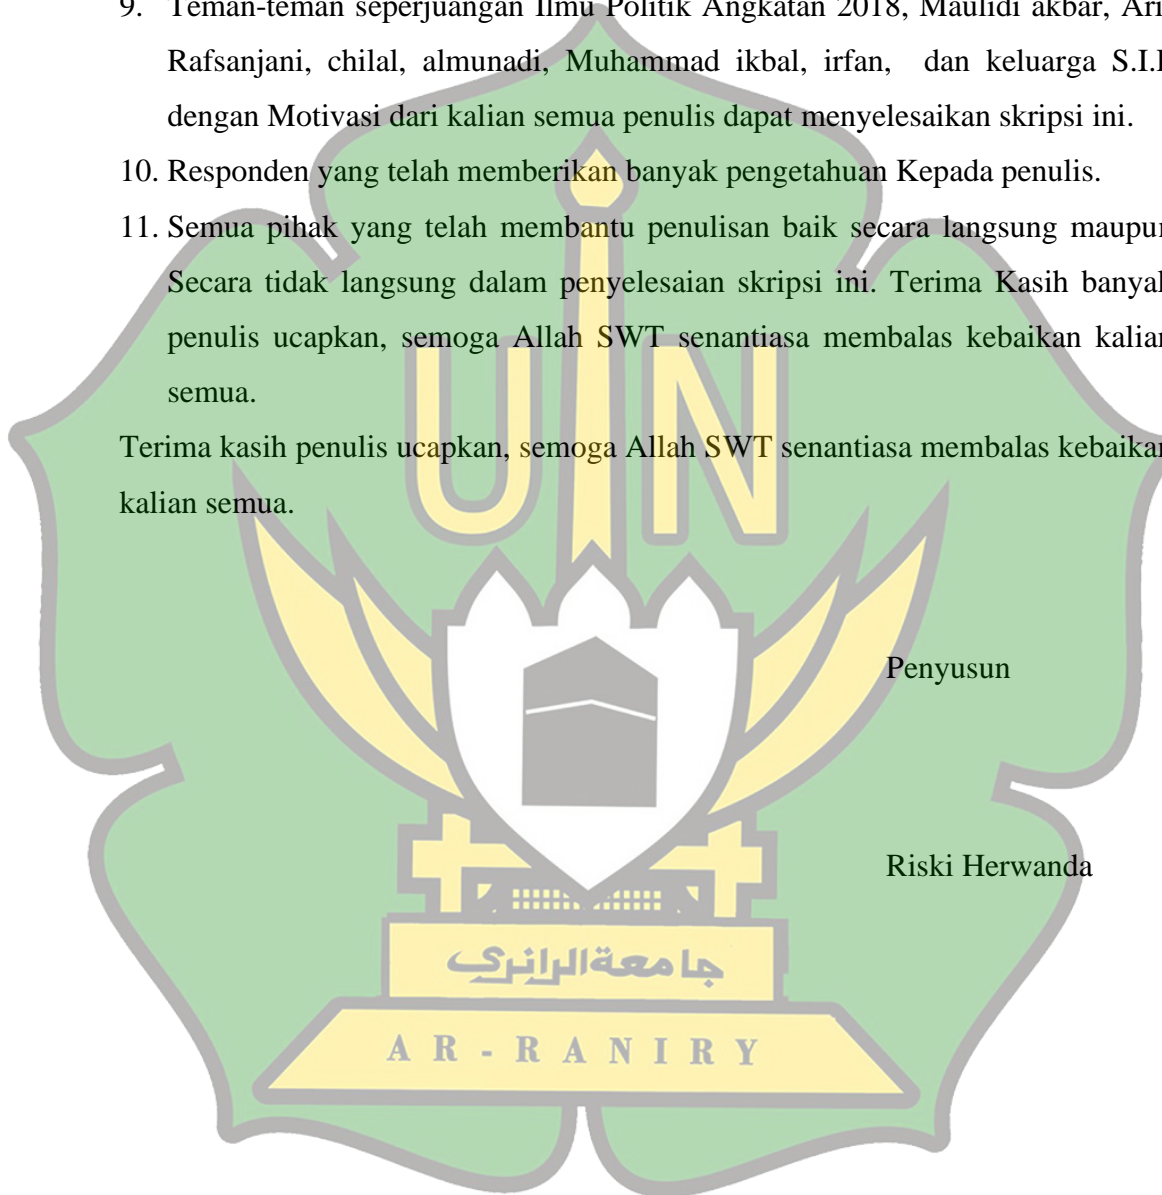 9. Teman-teman seperjuangan Ilmu Politik Angkatan 2018, Maulidi akbar, Ari
Rafsanjani, chilal, almunadi, Muhammad ikbal, irfan, dan keluarga
dengan Motivasi dari kalian semua penulis dapat menyelesaikan skripsi ini.
10. Responden yang telah memberikan banyak pengetahuan Kepada penulis.
11. Semua pihak yang telah membantu penulisan baik secara langsung maupun
Secara tidak langsung dalam penyelesaian skripsi ini. Terima Kasih banyak
penulis ucapkan, semoga Allah SWT senantiasa membalas kebaikan kalian
semua.
Terima kasih penulis ucapkan, semoga Allah SWT senantiasa membalas kebaikan
kalian semua.
UIN
Penyusun
Riski Herwanda
جامعةالرانري
AR-RANIRY